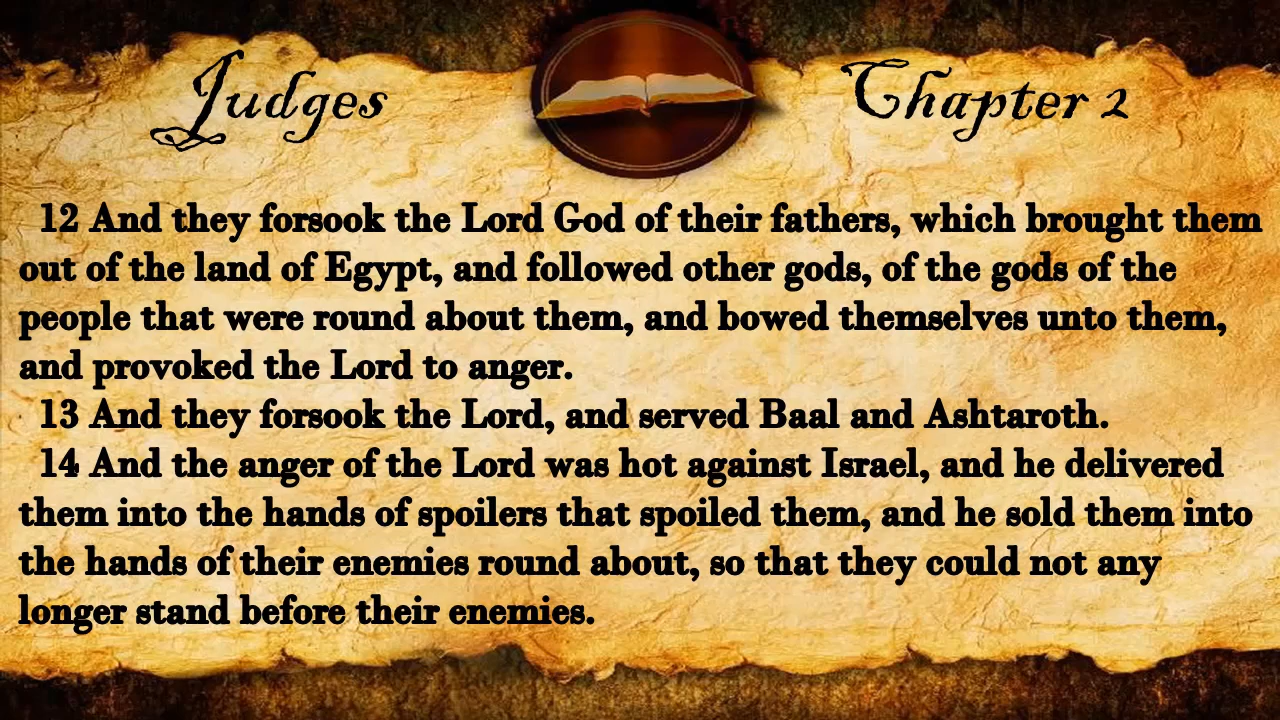 Judges Chapter 2
12 And they forsook the Lord God of their fathers, which brought them
out of the land of Egypt, and followed other gods, of the gods of the
people that were round about them, and bowed themselves unto them,
and provoked the Lord to anger.
13 And they forsook the Lord, and served Baal and Ashtaroth.
14 And the anger of the Lord was hot against Israel, and he delivered
them into the hands of spoilers that spoiled them, and he sold them into
the hands of their enemies round about, so that they could not any
longer stand before their enemies.